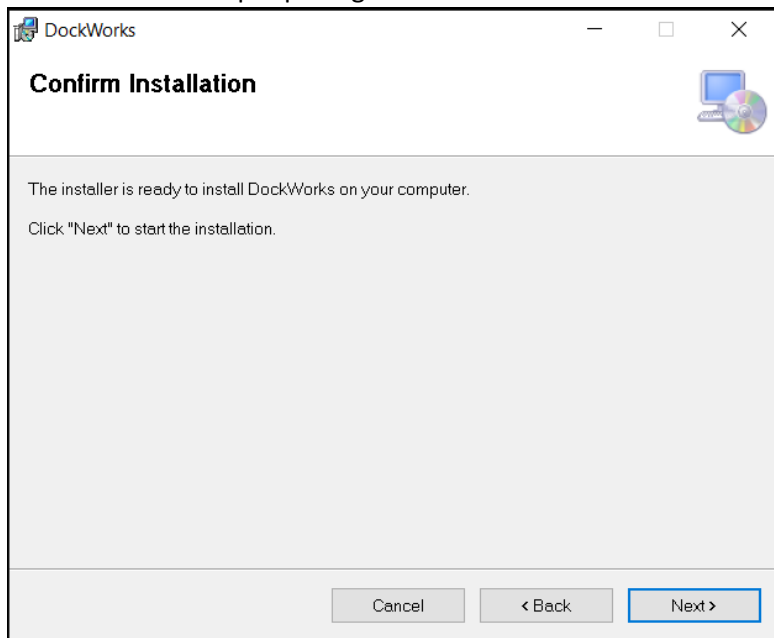 DockWorks
Confirm Installation
The installer is ready to install DockWorks on your computer.
Click "Next" to start the installation.
Cancel
< Back
Next >